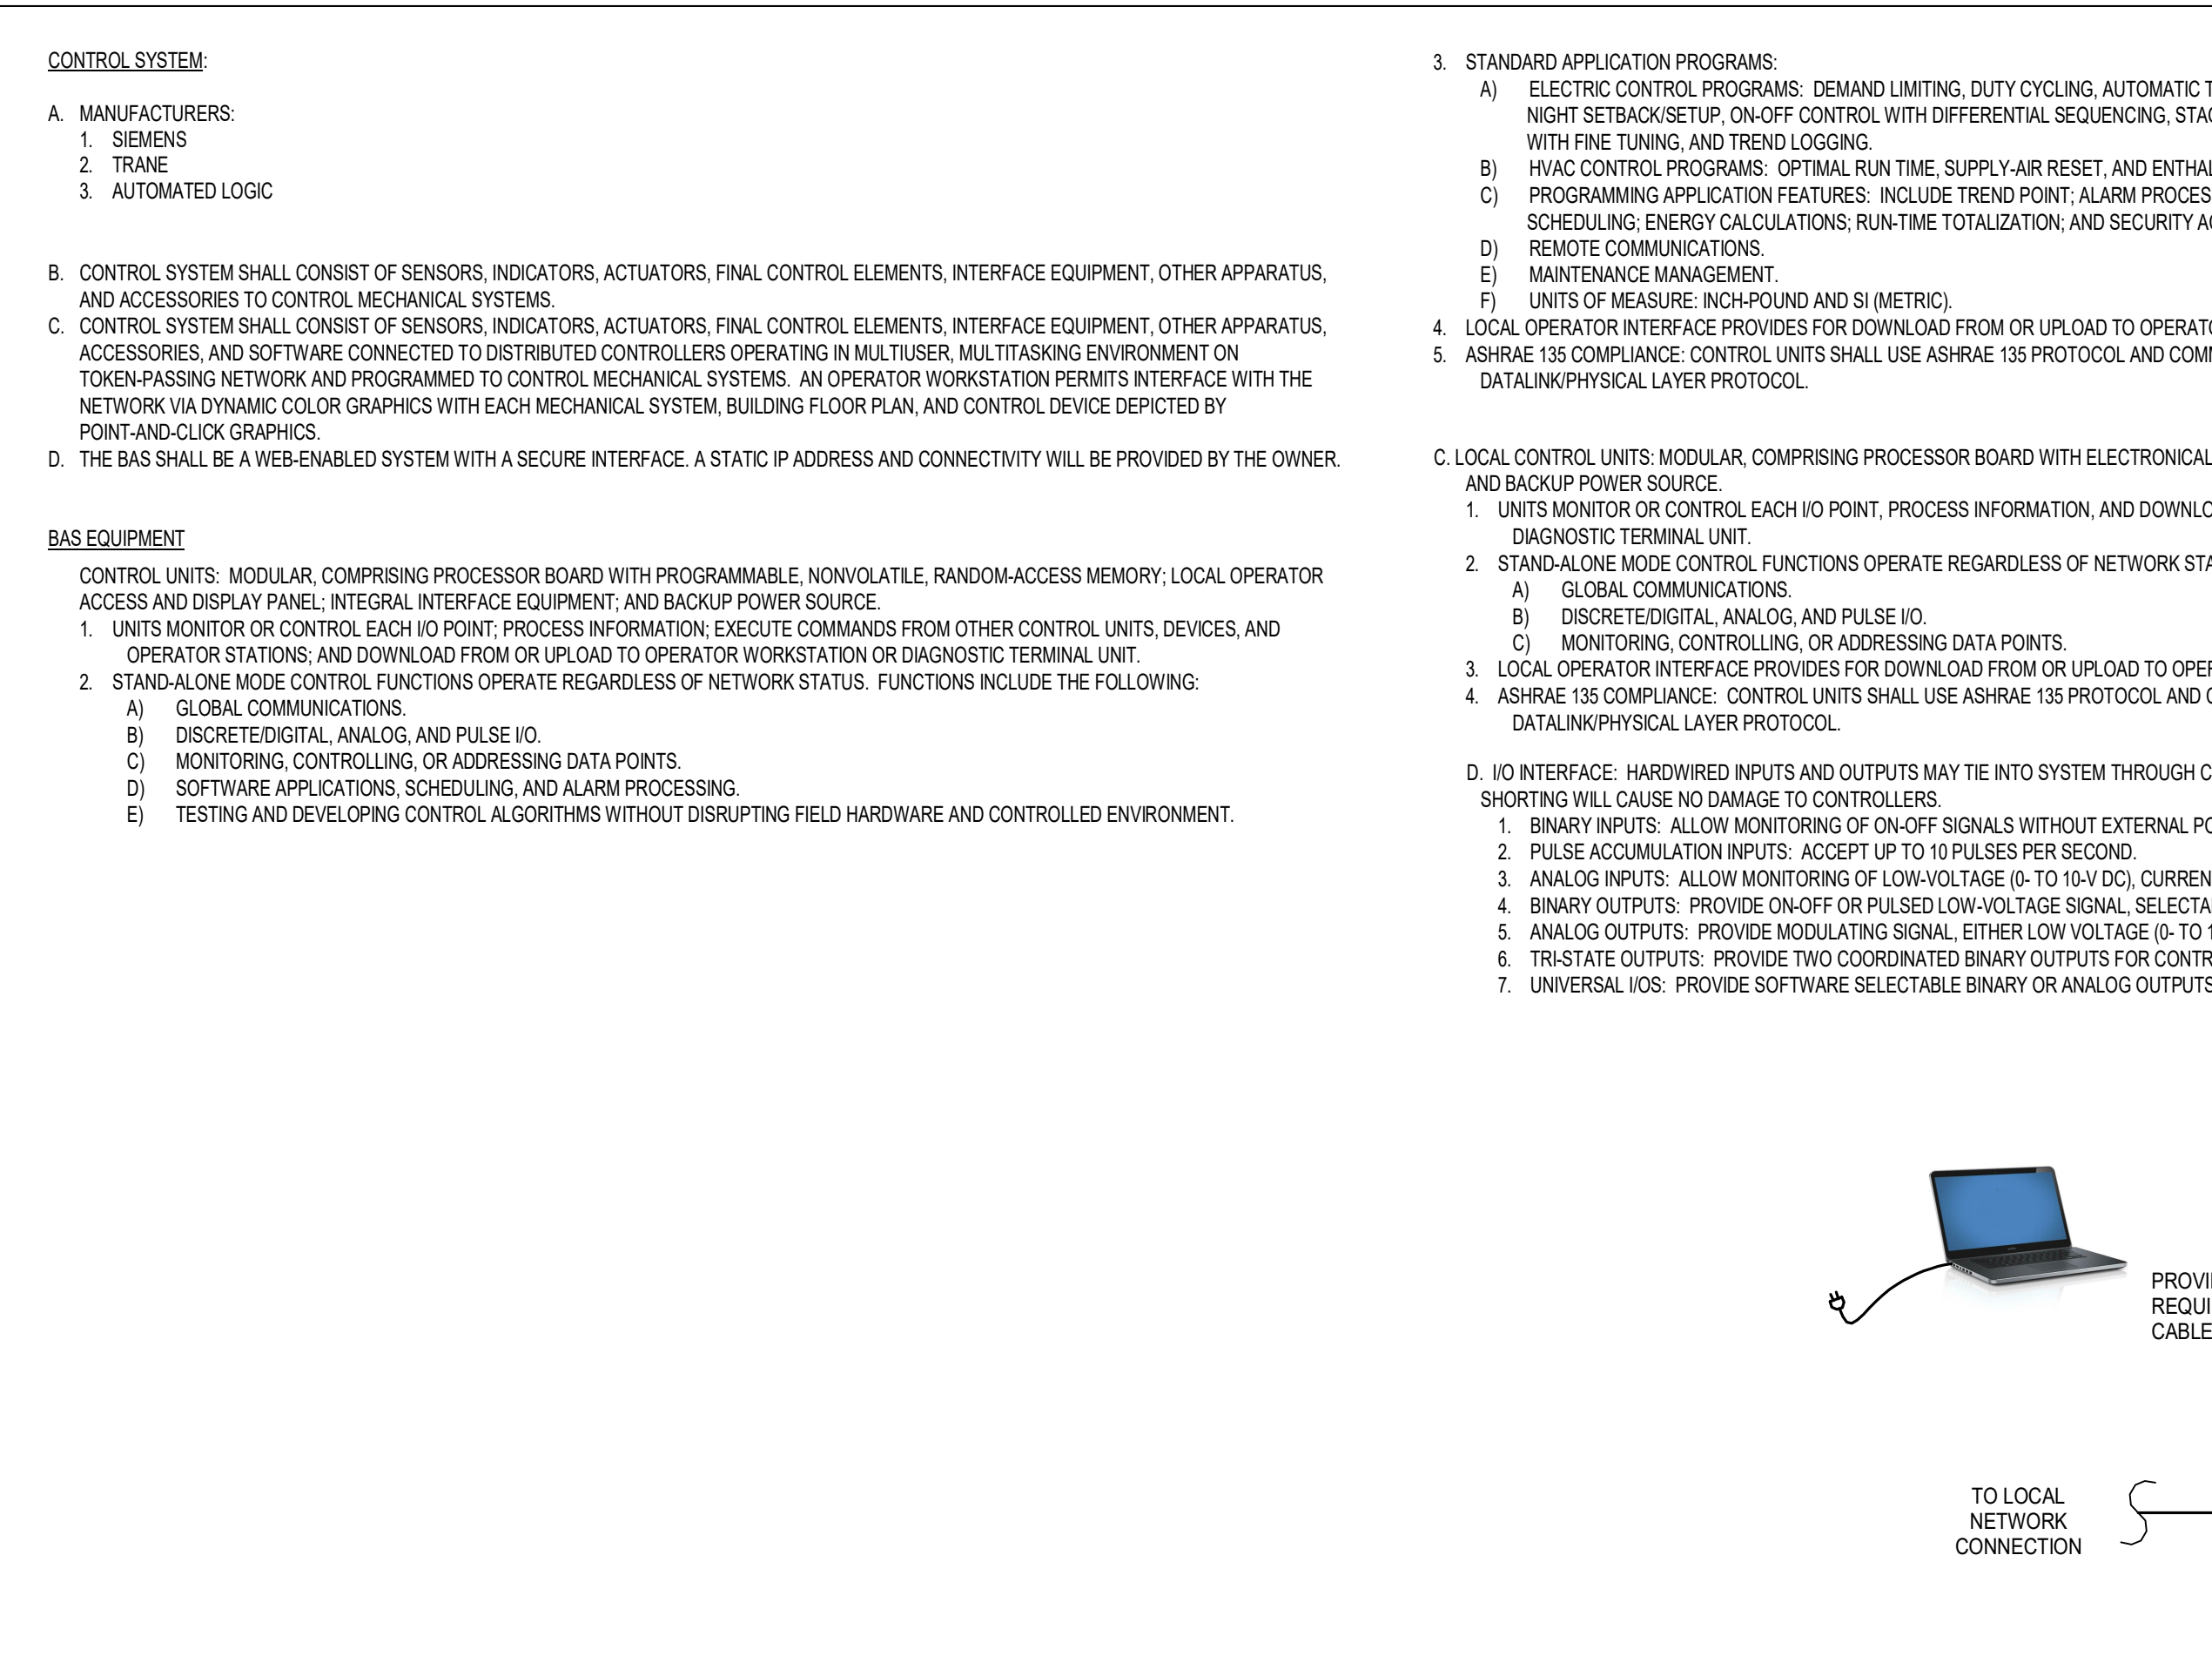 CONTROL SYSTEM:
A. MANUFACTURERS:
1. SIEMENS
2. TRANE
3. AUTOMATED LOGIC
B. CONTROL SYSTEM SHALL CONSIST OF SENSORS, INDICATORS, ACTUATORS, FINAL CONTROL ELEMENTS, INTERFACE EQUIPMENT, OTHER APPARATUS,
AND ACCESSORIES TO CONTROL MECHANICAL SYSTEMS.
C. CONTROL SYSTEM SHALL CONSIST OF SENSORS, INDICATORS, ACTUATORS, FINAL CONTROL ELEMENTS, INTERFACE EQUIPMENT, OTHER APPARATUS,
ACCESSORIES, AND SOFTWARE CONNECTED TO DISTRIBUTED CONTROLLERS OPERATING IN MULTIUSER, MULTITASKING ENVIRONMENT ON
TOKEN-PASSING NETWORK AND PROGRAMMED TO CONTROL MECHANICAL SYSTEMS. AN OPERATOR WORKSTATION PERMITS INTERFACE WITH THE
NETWORK VIA DYNAMIC COLOR GRAPHICS WITH EACH MECHANICAL SYSTEM, BUILDING FLOOR PLAN, AND CONTROL DEVICE DEPICTED BY
POINT-AND-CLICK GRAPHICS.
D. THE BAS SHALL BE A WEB-ENABLED SYSTEM WITH A SECURE INTERFACE. A STATIC IP ADDRESS AND CONNECTIVITY WILL BE PROVIDED BY THE OWNER.
BAS EQUIPMENT
CONTROL UNITS: MODULAR, COMPRISING PROCESSOR BOARD WITH PROGRAMMABLE, NONVOLATILE, RANDOM-ACCESS MEMORY; LOCAL OPERATOR
ACCESS AND DISPLAY PANEL; INTEGRAL INTERFACE EQUIPMENT; AND BACKUP POWER SOURCE.
1. UNITS MONITOR OR CONTROL EACH I/O POINT; PROCESS INFORMATION; EXECUTE COMMANDS FROM OTHER CONTROL UNITS, DEVICES, AND
OPERATOR STATIONS; AND DOWNLOAD FROM OR UPLOAD TO OPERATOR WORKSTATION OR DIAGNOSTIC TERMINAL UNIT.
2. STAND-ALONE MODE CONTROL FUNCTIONS OPERATE REGARDLESS OF NETWORK STATUS. FUNCTIONS INCLUDE THE FOLLOWING:
A) GLOBAL COMMUNICATIONS.
B) DISCRETE/DIGITAL, ANALOG, AND PULSE I/O.
C) MONITORING, CONTROLLING, OR ADDRESSING DATA POINTS.
D) SOFTWARE APPLICATIONS, SCHEDULING, AND ALARM PROCESSING.
E) TESTING AND DEVELOPING CONTROL ALGORITHMS WITHOUT DISRUPTING FIELD HARDWARE AND CONTROLLED ENVIRONMENT.
3. STANDARD APPLICATION PROGRAMS:
A) ELECTRIC CONTROL PROGRAMS: DEMAND LIMITING, DUTY CYCLING, AUTOMATIC
NIGHT SETBACK/SETUP, ON-OFF CONTROL WITH DIFFERENTIAL SEQUENCING,
WITH FINE TUNING, AND TREND LOGGING.
B) HVAC CONTROL PROGRAMS: OPTIMAL RUN TIME, SUPPLY-AIR RESET, AND
C) PROGRAMMING APPLICATION FEATURES: INCLUDE TREND POINT; ALARM
SCHEDULING; ENERGY CALCULATIONS; RUN-TIME TOTALIZATION; AND SECURITY
D) REMOTE COMMUNICATIONS.
E) MAINTENANCE MANAGEMENT.
F) UNITS OF MEASURE: INCH-POUND AND SI (METRIC).
4. LOCAL OPERATOR INTERFACE PROVIDES FOR DOWNLOAD FROM OR UPLOAD TO
5. ASHRAE 135 COMPLIANCE: CONTROL UNITS SHALL USE ASHRAE 135 PROTOCOL AND
DATALINK/PHYSICAL LAYER PROTOCOL.
C. LOCAL CONTROL UNITS: MODULAR, COMPRISING PROCESSOR BOARD WITH
AND BACKUP POWER SOURCE.
1. UNITS MONITOR OR CONTROL EACH I/O POINT, PROCESS INFORMATION, AND
DIAGNOSTIC TERMINAL UNIT.
2. STAND-ALONE MODE CONTROL FUNCTIONS OPERATE REGARDLESS OF NETWORK
A) GLOBAL COMMUNICATIONS.
B) DISCRETE/DIGITAL, ANALOG, AND PULSE I/O.
C) MONITORING, CONTROLLING, OR ADDRESSING DATA POINTS.
3. LOCAL OPERATOR INTERFACE PROVIDES FOR DOWNLOAD FROM OR UPLOAD TO
4. ASHRAE 135 COMPLIANCE: CONTROL UNITS SHALL USE ASHRAE 135 PROTOCOL AND
DATALINK/PHYSICAL LAYER PROTOCOL.
D. I/O INTERFACE: HARDWIRED INPUTS AND OUTPUTS MAY TIE INTO SYSTEM THROUGH
SHORTING WILL CAUSE NO DAMAGE TO CONTROLLERS.
1. BINARY INPUTS: ALLOW MONITORING OF ON-OFF SIGNALS WITHOUT EXTERNAL
2. PULSE ACCUMULATION INPUTS: ACCEPT UP TO 10 PULSES PER SECOND.
3. ANALOG INPUTS: ALLOW MONITORING OF LOW-VOLTAGE (0- TO 10-V DC),
4. BINARY OUTPUTS: PROVIDE ON-OFF OR PULSED LOW-VOLTAGE SIGNAL,
5. ANALOG OUTPUTS: PROVIDE MODULATING SIGNAL, EITHER LOW VOLTAGE (0- TO
6. TRI-STATE OUTPUTS: PROVIDE TWO COORDINATED BINARY OUTPUTS FOR
7. UNIVERSAL I/OS: PROVIDE SOFTWARE SELECTABLE BINARY OR ANALOG OUTPUTS
TO LOCAL
NETWORK
CONNECTION